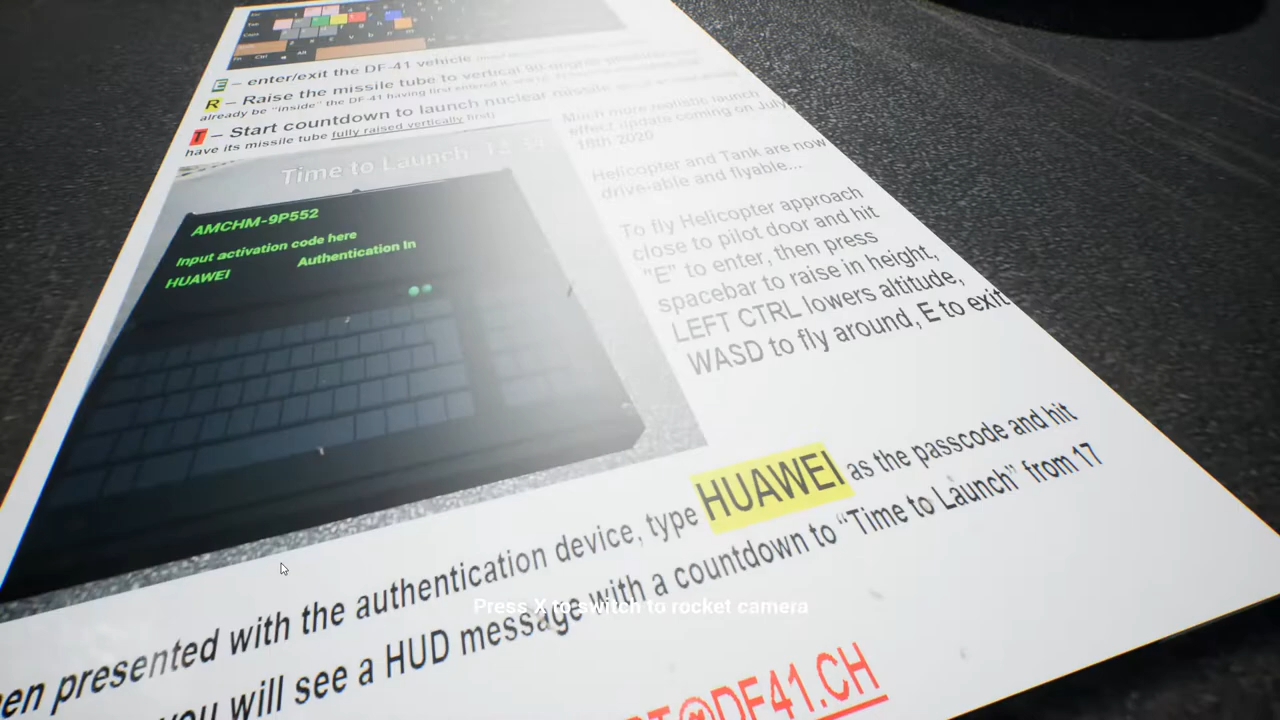 E – enter/exit the DF-41 vehicle
R – Raise the missile tube to vertical 90
already be "inside" the DF-41 having first entered it
T – Start countdown to launch nuclear missile
have its missile tube fully raised vertically first)
Time to Launch
AMCHM-9P552
Input activation code here
Authentication In
HUAWEI
Much more realistic launch
effect update coming on July
18th 2020
Helicopter and Tank are now
drive-able and flyable...
To fly Helicopter approach
close to pilot door and hit
"E" to enter, then press
spacebar to raise in height,
LEFT CTRL lowers altitude,
WASD to fly around, E to exit
presented with the authentication device, type HUAWEI as the passcode and hit
you will see a HUD message with a countdown to "Time to Launch" from 17
Press X to switch to rocket camera
@DF41.CH